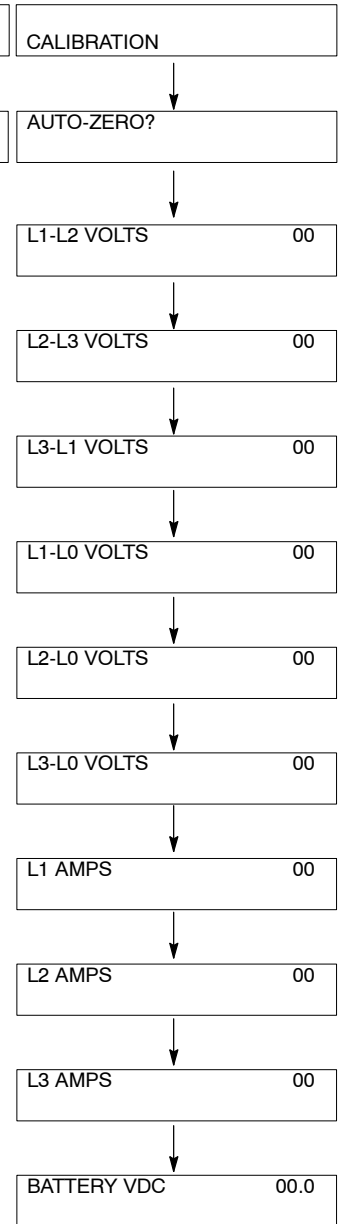 CALIBRATION
AUTO-ZERO?
L1-L2 VOLTS 00
L2-L3 VOLTS 00
L3-L1 VOLTS 00
L1-L0 VOLTS 00
L2-L0 VOLTS 00
L3-L0 VOLTS 00
L1 AMPS 00
L2 AMPS 00
L3 AMPS 00
BATTERY VDC 00.0